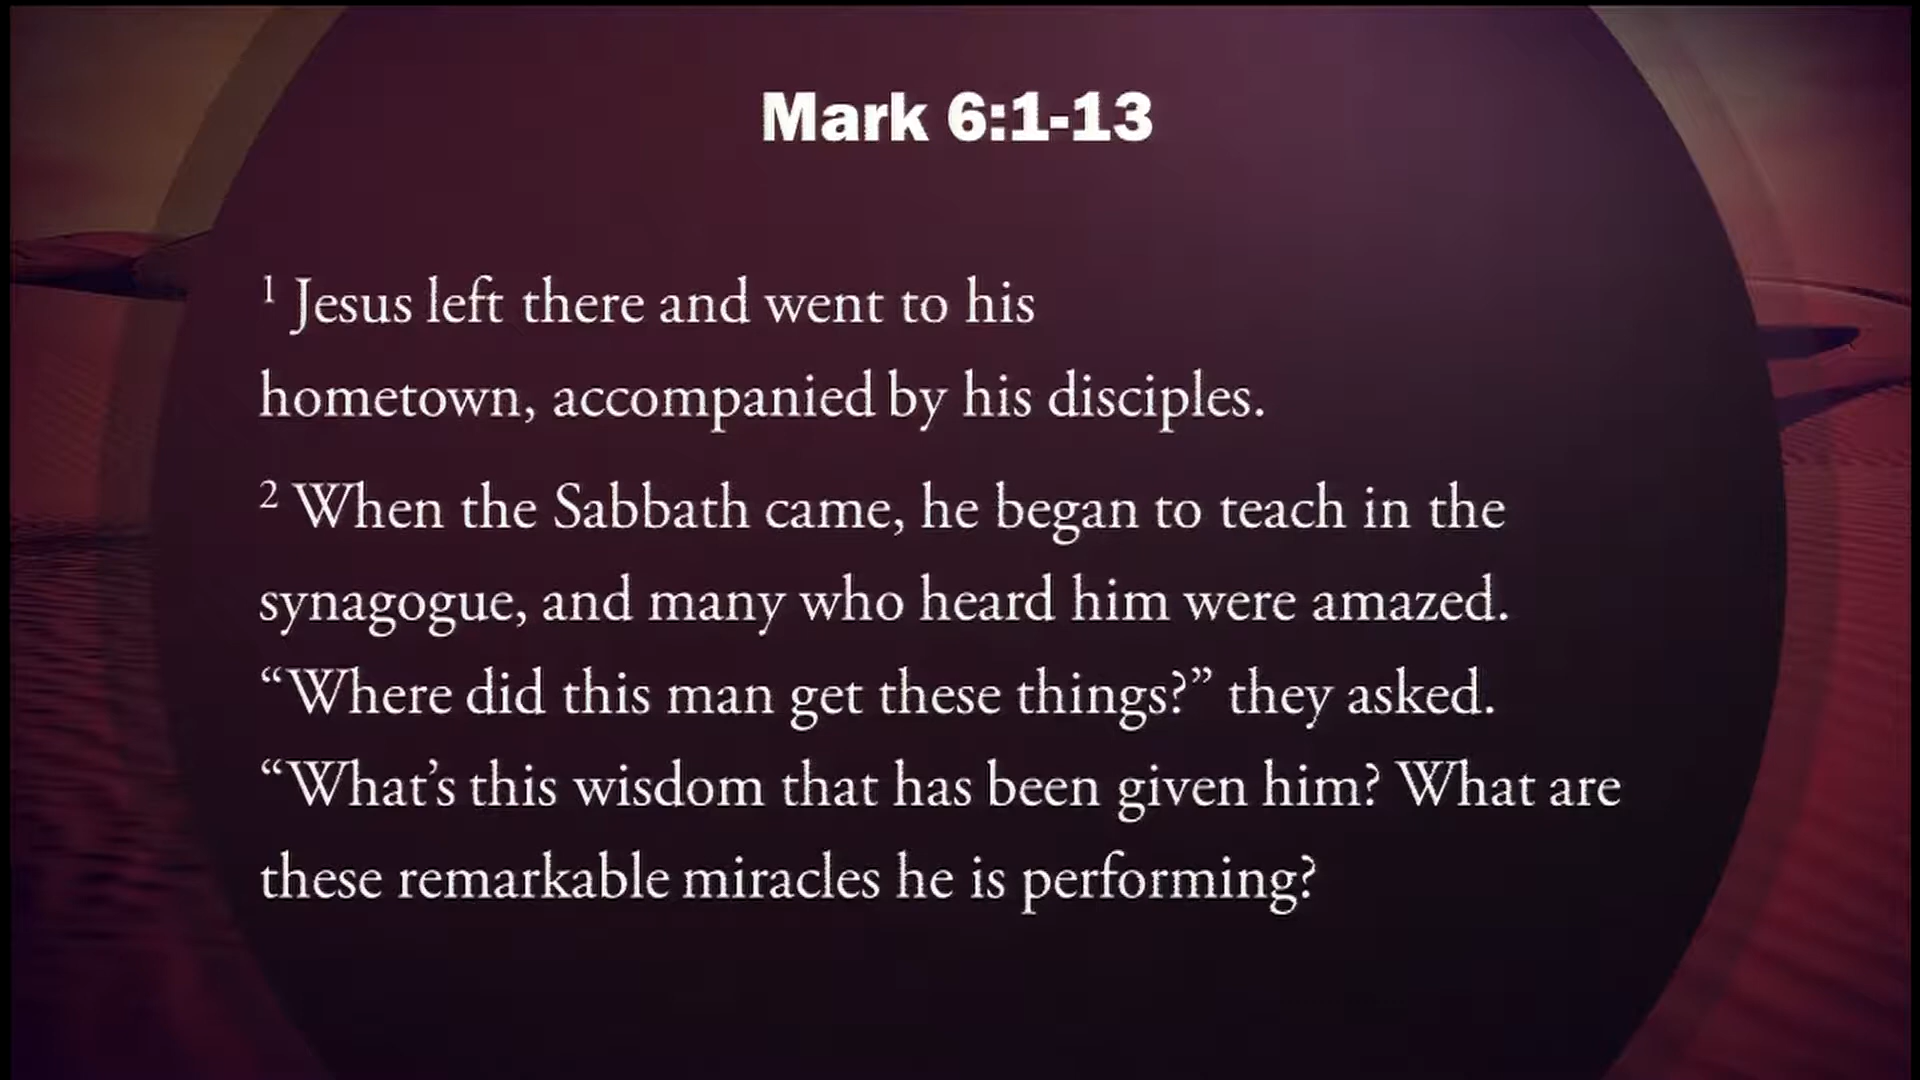 Mark 6:1-13
¹ Jesus left there and went to his
hometown, accompanied by his disciples.
² When the Sabbath came, he began to teach in the
synagogue, and many who heard him were amazed.
“Where did this man get these things?” they asked.
“What’s this wisdom that has been given him? What are
these remarkable miracles he is performing?